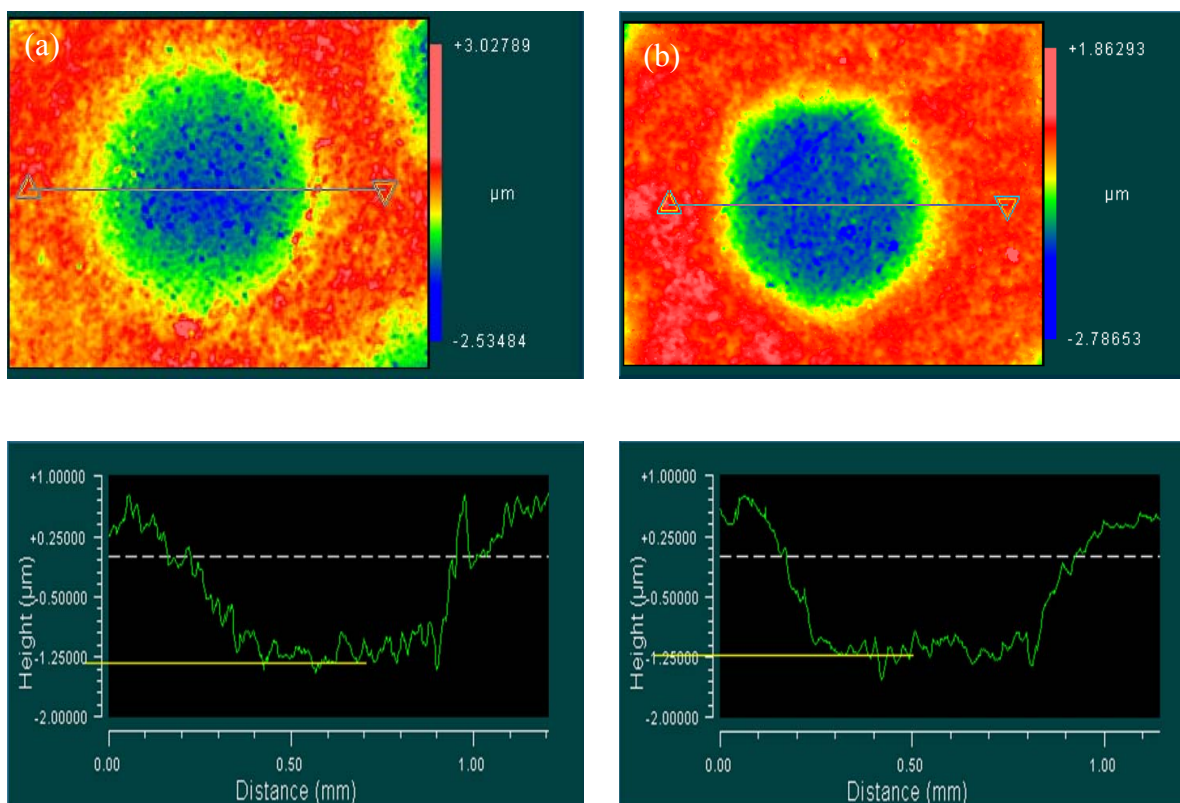 (a)
+3.02789
µm
-2.53484
(b)
+1.86293
µm
-2.78653
+1.00000
+0.25000
-0.50000
-1.25000
-2.00000
Height (µm)
0.00
0.50
1.00
Distance (mm)
+1.00000
+0.25000
-0.50000
-1.25000
-2.00000
Height (µm)
0.00
0.50
1.00
Distance (mm)